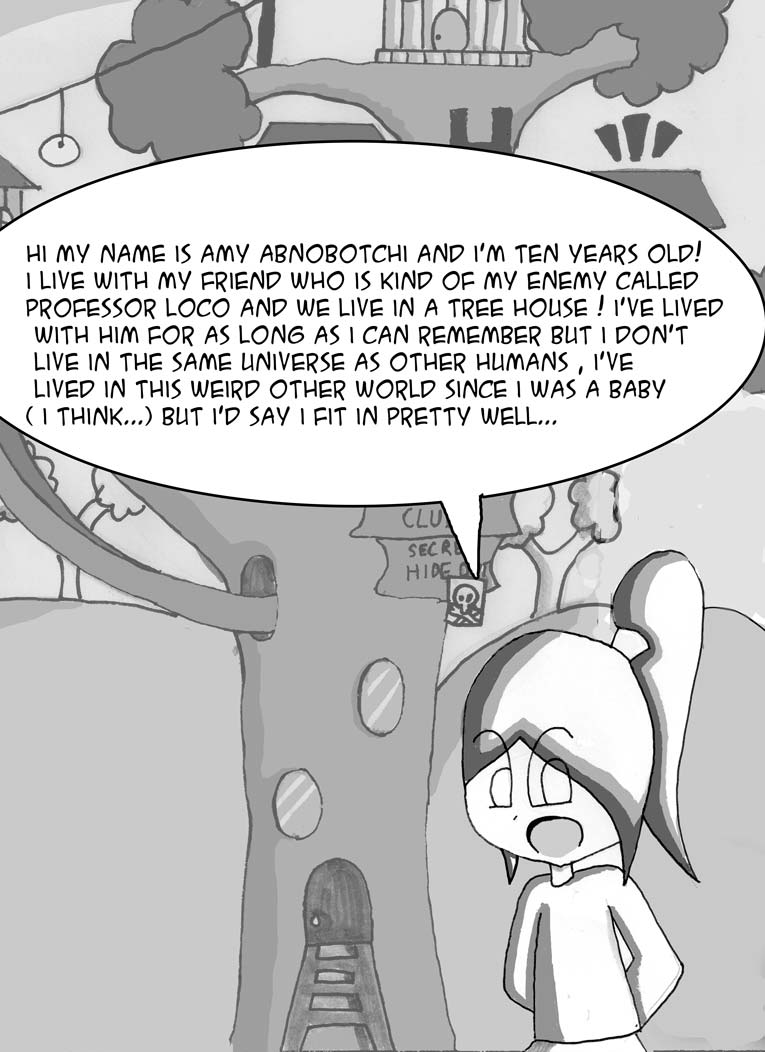 HI MY NAME IS AMY ABNOBOTCHI AND I'M TEN YEARS OLD!
I LIVE WITH MY FRIEND WHO IS KIND OF MY ENEMY CALLED
PROFESSOR LOCO AND WE LIVE IN A TREE HOUSE ! I'VE LIVED
WITH HIM FOR AS LONG AS I CAN REMEMBER BUT I DON'T
LIVE IN THE SAME UNIVERSE AS OTHER HUMANS , I'VE
LIVED IN THIS WEIRD OTHER WORLD SINCE I WAS A BABY
( I THINK...) BUT I'D SAY I FIT IN PRETTY WELL...